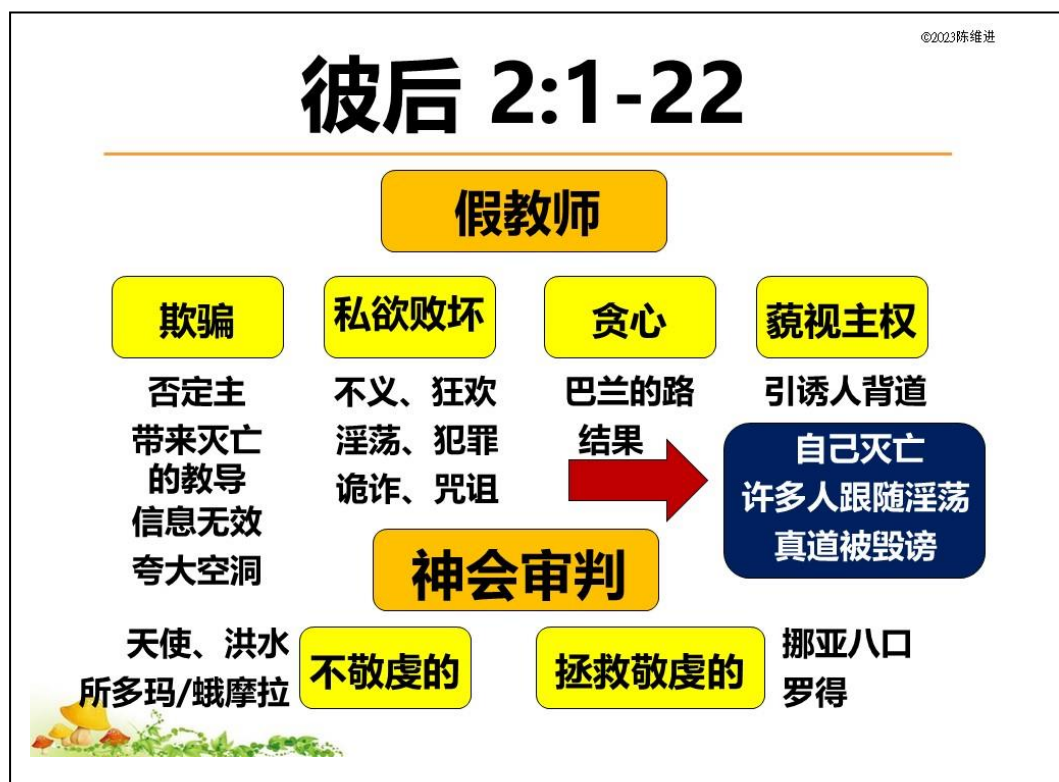 ©2023陈维进
彼后 2:1-22
假教师
欺骗
否定主
带来灭亡
的教导
信息无效
夸大空洞
私欲败坏
不义、狂欢
淫荡、犯罪
诡诈、咒诅
贪心
巴兰的路
结果
藐视主权
引诱人背道
自己灭亡
许多人跟随淫荡
真道被毁谤
神会审判
天使、洪水
所多玛/蛾摩拉
不敬虔的
拯救敬虔的
挪亚八口
罗得